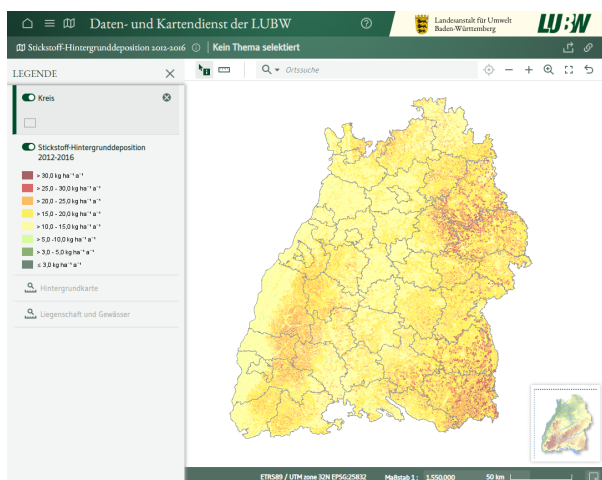 Daten- und Kartendienst der LUBW
Landesanstalt für Umwelt
Baden-Württemberg
LUBW
Stickstoff-Hintergrunddeposition 2012-2016
Kein Thema selektiert
LEGENDE
Ortssuche
Kreis
Stickstoff-Hintergrunddeposition
2012-2016
> 30,0 kg ha⁻¹ a⁻¹
> 25,0 - 30,0 kg ha⁻¹ a⁻¹
> 20,0 - 25,0 kg ha⁻¹ a⁻¹
> 15,0 - 20,0 kg ha⁻¹ a⁻¹
> 10,0 - 15,0 kg ha⁻¹ a⁻¹
> 5,0 -10,0 kg ha⁻¹ a⁻¹
> 3,0 - 5,0 kg ha⁻¹ a⁻¹
≤ 3,0 kg ha⁻¹ a⁻¹
Hintergrundkarte
Liegenschaft und Gewässer
ETRS89 / UTM zone 32N EPSG:25832 Maßstab 1 : 1.550.000 50 km